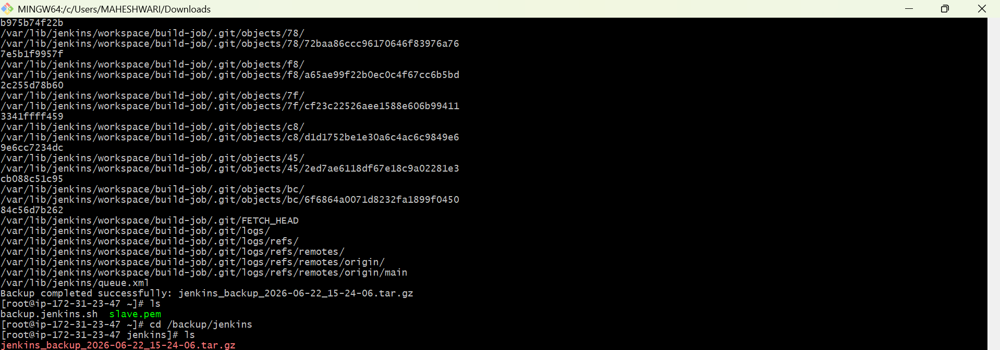 MINGW64:/c/Users/MAHESHWARI/Downloads
b975b74f22b
/var/lib/jenkins/workspace/build-job/.git/objects/78/
/var/lib/jenkins/workspace/build-job/.git/objects/78/72baa86ccc96170646f83976a76
7e5b1f9957f
/var/lib/jenkins/workspace/build-job/.git/objects/f8/
/var/lib/jenkins/workspace/build-job/.git/objects/f8/a65ae99f22b0ec0c4f67cc6b5bd
2c255d78b60
/var/lib/jenkins/workspace/build-job/.git/objects/7f/
/var/lib/jenkins/workspace/build-job/.git/objects/7f/cf23c22526aee1588e606b99411
3341ffff459
/var/lib/jenkins/workspace/build-job/.git/objects/c8/
/var/lib/jenkins/workspace/build-job/.git/objects/c8/d1d1752be1e30a6c4ac6c9849e6
9e6cc7234dc
/var/lib/jenkins/workspace/build-job/.git/objects/45/
/var/lib/jenkins/workspace/build-job/.git/objects/45/2ed7ae6118df67e18c9a02281e3
cb088c51c95
/var/lib/jenkins/workspace/build-job/.git/objects/bc/
/var/lib/jenkins/workspace/build-job/.git/objects/bc/6f6864a0071d8232fa1899f0450
84c56d7b262
/var/lib/jenkins/workspace/build-job/.git/FETCH_HEAD
/var/lib/jenkins/workspace/build-job/.git/logs/
/var/lib/jenkins/workspace/build-job/.git/logs/refs/
/var/lib/jenkins/workspace/build-job/.git/logs/refs/remotes/
/var/lib/jenkins/workspace/build-job/.git/logs/refs/remotes/origin/
/var/lib/jenkins/workspace/build-job/.git/logs/refs/remotes/origin/main
/var/lib/jenkins/queue.xml
Backup completed successfully: jenkins_backup_2026-06-22_15-24-06.tar.gz
[root@ip-172-31-23-47 ~]# ls
backup.jenkins.sh  slave.pem
[root@ip-172-31-23-47 ~]# cd /backup/jenkins
[root@ip-172-31-23-47 jenkins]# ls
jenkins_backup_2026-06-22_15-24-06.tar.gz